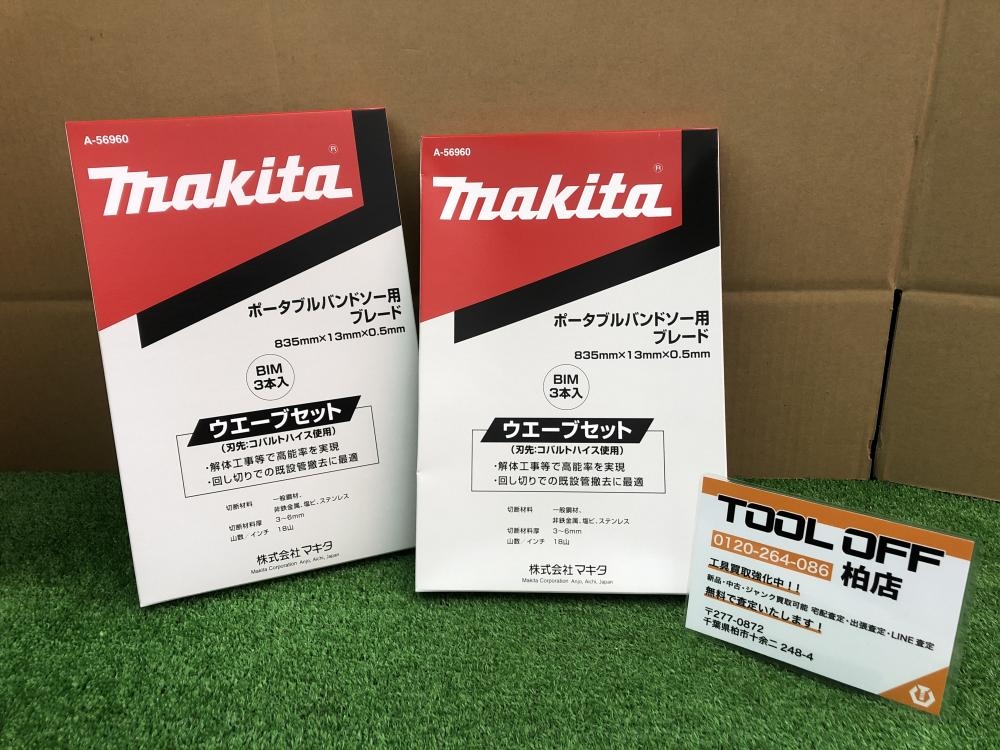 A-56960
makita®
ポータブルバンドソー用
ブレード
835mm×13mm×0.5mm
BIM
3本入
ウエーブセット
(刃先:コバルトハイス使用)
・解体工事等で高能率を実現
・回し切りでの既設管撤去に最適
切断材料 一般鋼材、
非鉄金属、塩ビ、ステンレス
切断材料厚 3～6mm
山数/インチ 18山
株式会社マキタ
Makita Corporation Anjo, Aichi, Japan
A-56960
makita®
ポータブルバンドソー用
ブレード
835mm×13mm×0.5mm
BIM
3本入
ウエーブセット
(刃先:コバルトハイス使用)
・解体工事等で高能率を実現
・回し切りでの既設管撤去に最適
切断材料 一般鋼材、
非鉄金属、塩ビ、ステンレス
切断材料厚 3～6mm
山数/インチ 18山
株式会社マキタ
Makita Corporation Anjo, Aichi, Japan
TOOL OFF
0120-264-086 柏店
工具買取強化中!!
新品・中古・ジャンク買取可能 宅配査定・出張査定・LINE査定
無料で査定いたします!
〒277-0872
千葉県柏市十余二 248-4